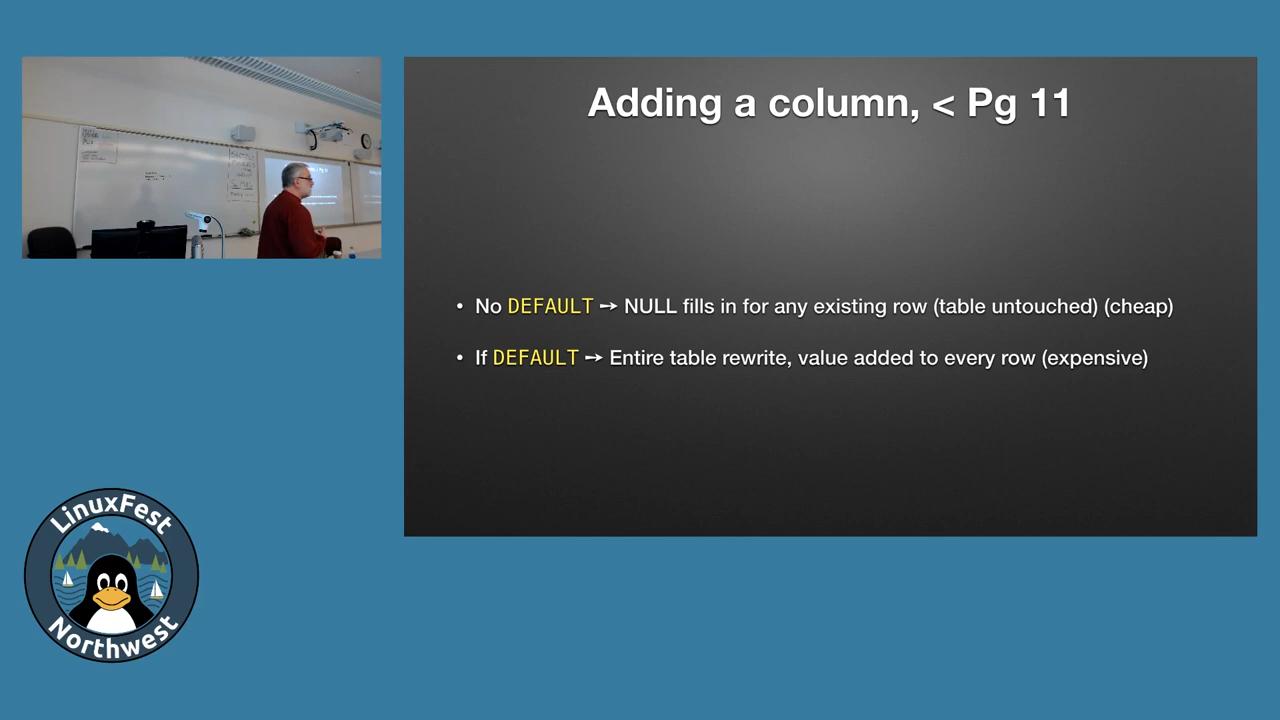 Adding a column, < Pg 11
• No DEFAULT ➙ NULL fills in for any existing row (table untouched) (cheap)
• If DEFAULT ➙ Entire table rewrite, value added to every row (expensive)
LinuxFest
Northwest